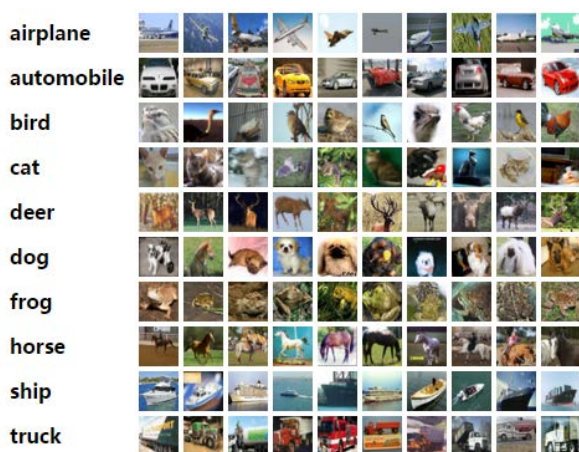 airplane
automobile
bird
cat
deer
dog
frog
horse
ship
truck